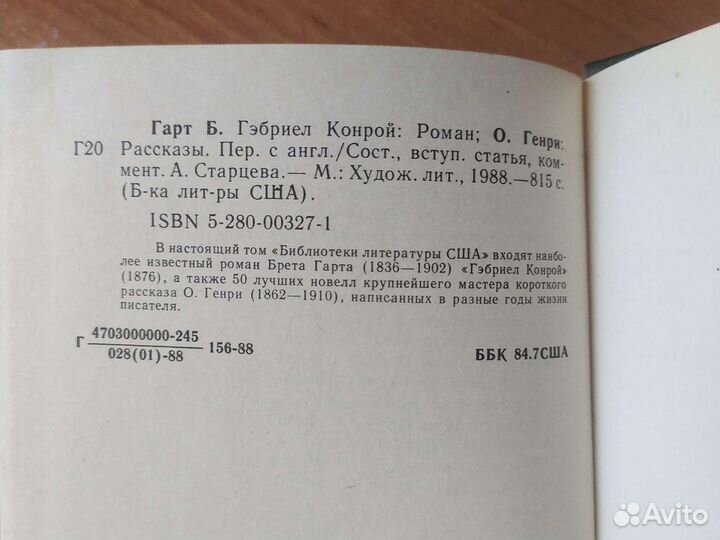 Гарт Б. Гэбриел Конрой: Роман; О. Генри:
Г20 Рассказы. Пер. с англ./Сост., вступ. статья, ком-
мент. А. Старцева.— М.: Худож. лит., 1988.—815 с.
(Б-ка лит-ры США).
ISBN 5-280-00327-1
В настоящий том «Библиотеки литературы США» входят наибо-
лее известный роман Брета Гарта (1836—1902) «Гэбриел Конрой»
(1876), а также 50 лучших новелл крупнейшего мастера короткого
рассказа О. Генри (1862—1910), написанных в разные годы жизни
писателя.
Г 4703000000-245
028(01)-88 156-88 ББК 84.7США
Avito